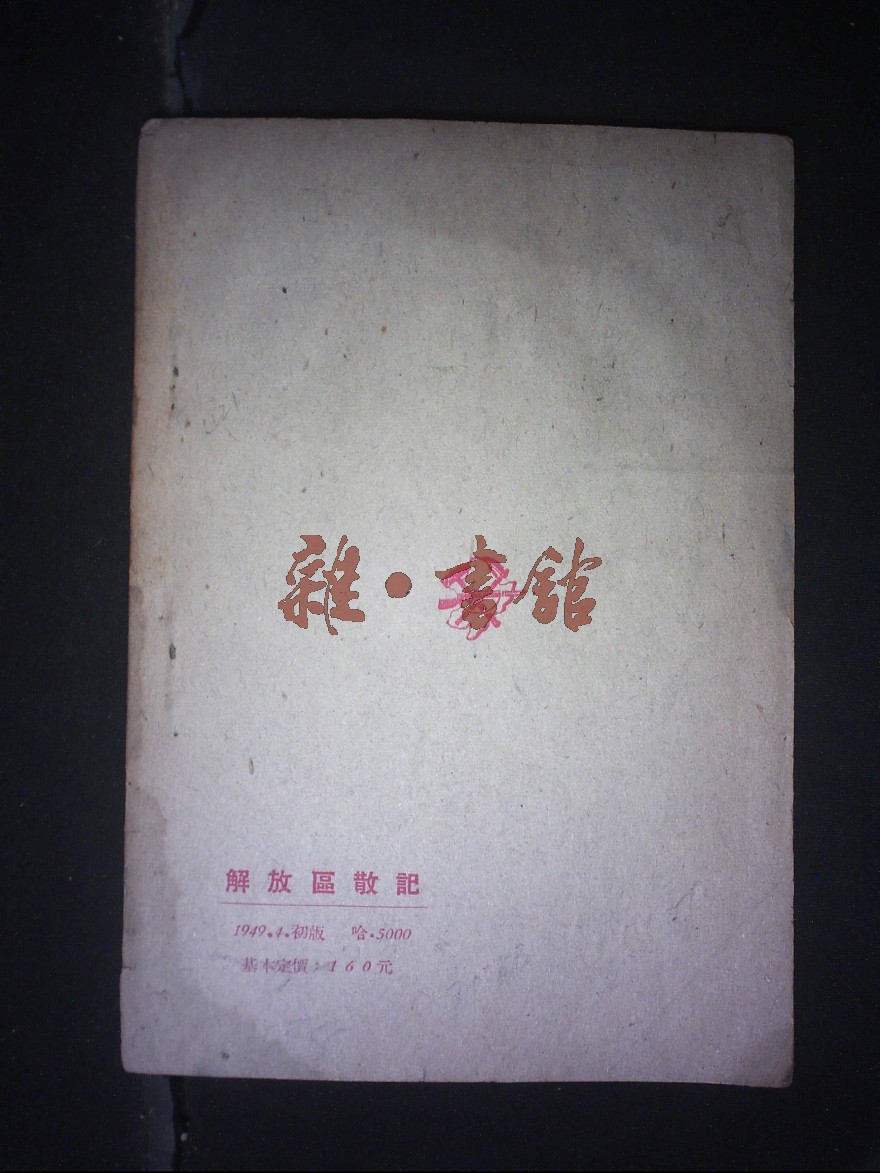 雜·書館
解放區散記
1949.4.初版 哈.5000
基本定價：160元